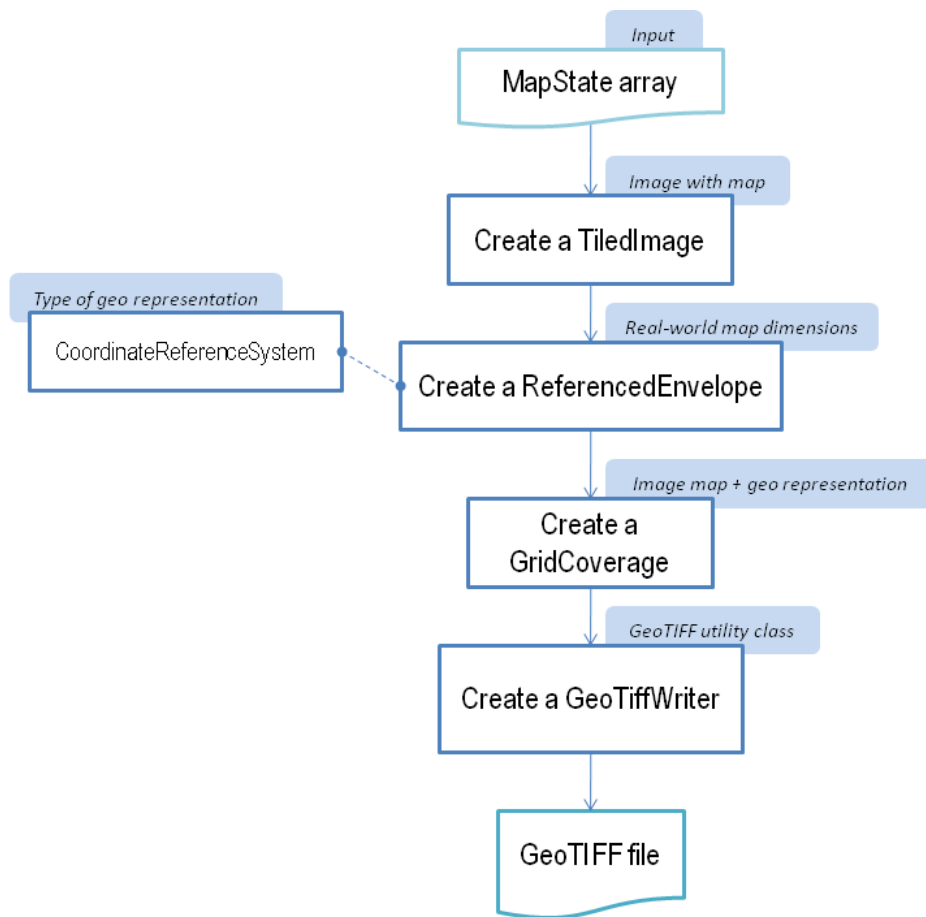 Input
MapState array
Image with map
Create a TiledImage
Type of geo representation
CoordinateReferenceSystem
Real-world map dimensions
Create a ReferencedEnvelope
Image map + geo representation
Create a
GridCoverage
GeoTIFF utility class
Create a GeoTiffWriter
GeoTIFF file